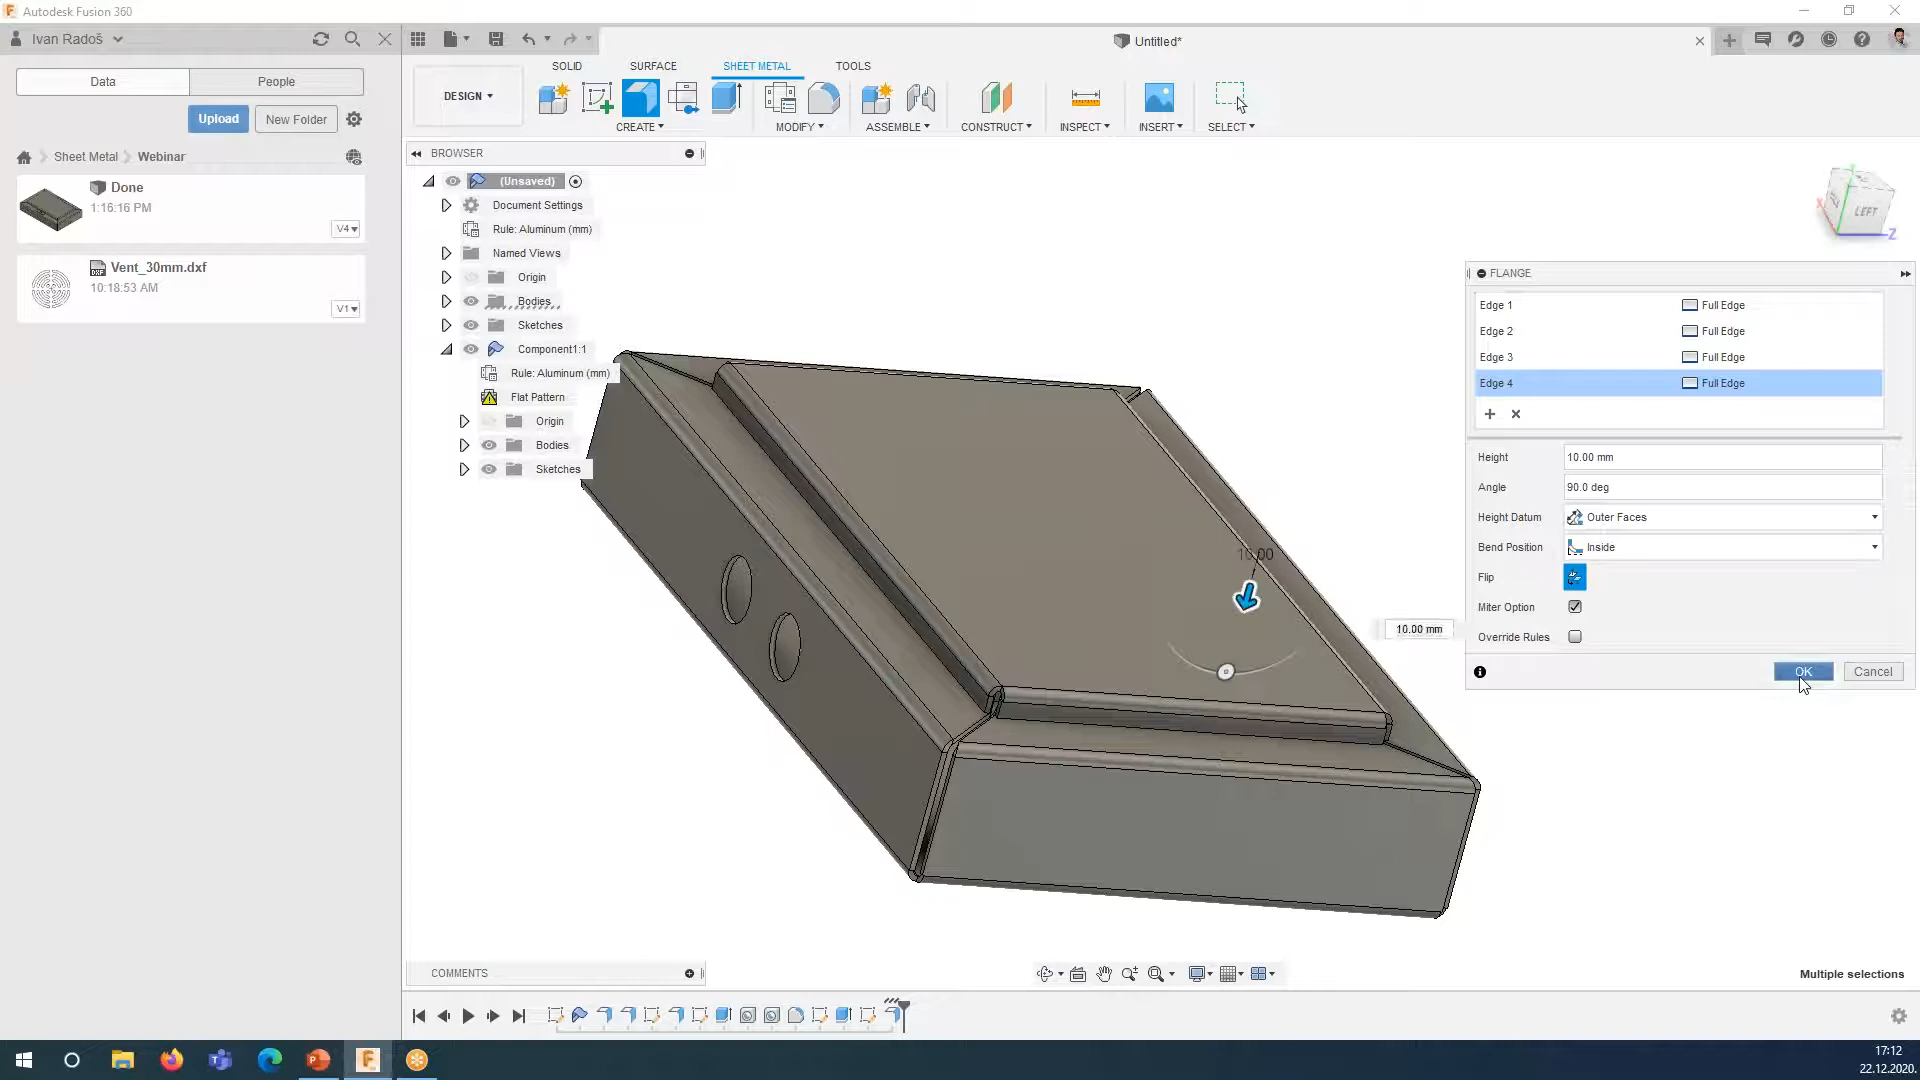 Autodesk Fusion 360
Ivan Radoš
Untitled*
Data
People
Upload
New Folder
Sheet Metal
Webinar
Done
1:16:16 PM
V4
Vent_30mm.dxf
10:18:53 AM
V1
DESIGN
SOLID
SURFACE
SHEET METAL
TOOLS
CREATE
MODIFY
ASSEMBLE
CONSTRUCT
INSPECT
INSERT
SELECT
BROWSER
(Unsaved)
Document Settings
Rule: Aluminum (mm)
Named Views
Origin
Bodies
Sketches
Component1:1
Rule: Aluminum (mm)
Flat Pattern
Origin
Bodies
Sketches
LEFT
X
Z
10.00
10.00 mm
FLANGE
Edge 1 Full Edge
Edge 2 Full Edge
Edge 3 Full Edge
Edge 4 Full Edge
Height 10.00 mm
Angle 90.0 deg
Height Datum Outer Faces
Bend Position Inside
Flip
Miter Option
Override Rules
OK
Cancel
COMMENTS
Multiple selections
17:12
22.12.2020.